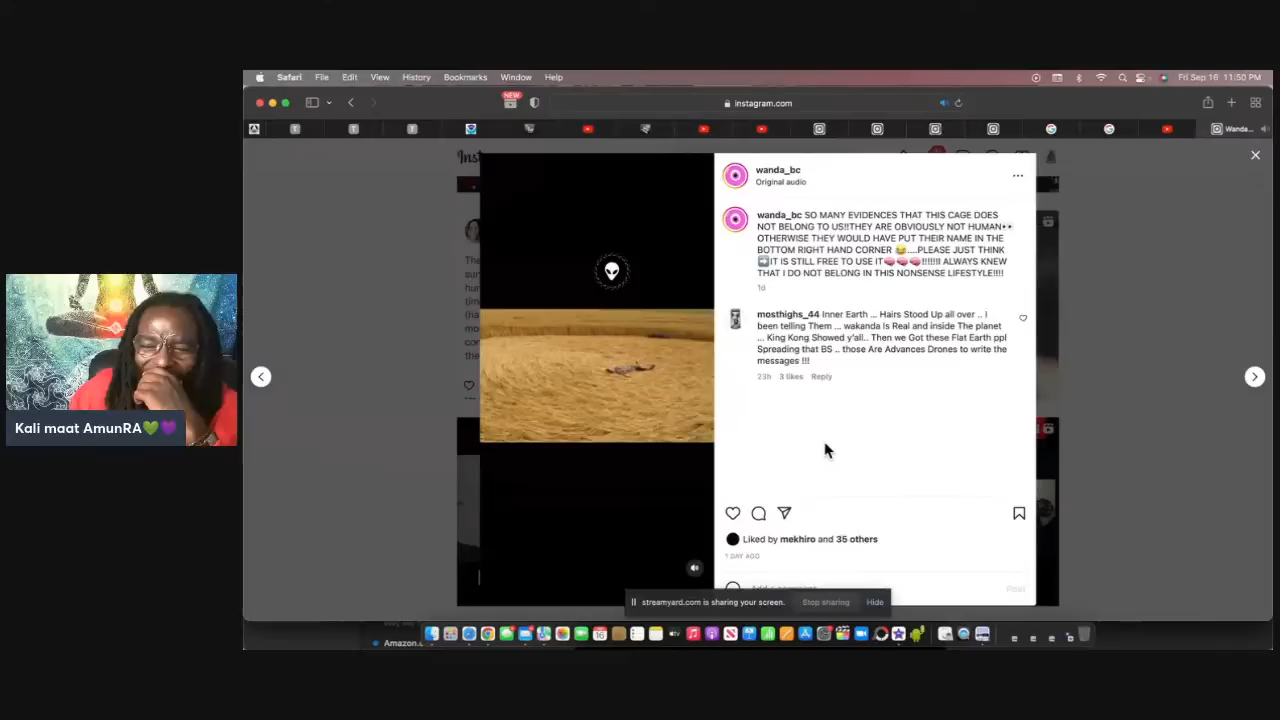 Safari File Edit View History Bookmarks Window Help
Fri Sep 16 11:50 PM
NEW
instagram.com
Wanda...
Inst
wanda_bc
Original audio
wanda_bc SO MANY EVIDENCES THAT THIS CAGE DOES
NOT BELONG TO US!!THEY ARE OBVIOUSLY NOT HUMAN👀
OTHERWISE THEY WOULD HAVE PUT THEIR NAME IN THE
BOTTOM RIGHT HAND CORNER 😂....PLEASE JUST THINK
➡️IT IS STILL FREE TO USE IT🧠🧠🧠!!!!!!I ALWAYS KNEW
THAT I DO NOT BELONG IN THIS NONSENSE LIFESTYLE!!!!
1d
mosthighs_44 Inner Earth ... Hairs Stood Up all over .. I
been telling Them ... wakanda Is Real and inside The planet
... King Kong Showed y'all.. Then we Got these Flat Earth ppl
Spreading that BS .. those Are Advances Drones to write the
messages !!!
23h 3 likes Reply
Kali maat AmunRA💚💜
Liked by mekhiro and 35 others
1 DAY AGO
Add a comment...
Post
streamyard.com is sharing your screen. Stop sharing Hide
Amazon.c